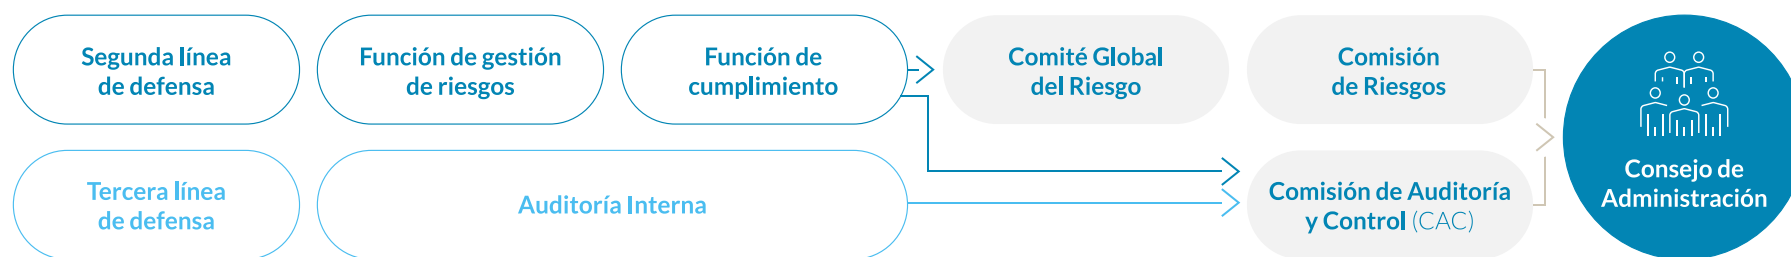 Segunda línea
de defensa
Función de gestión
de riesgos
Función de
cumplimiento
Comité Global
del Riesgo
Comisión
de Riesgos
Consejo de
Administración
Tercera línea
de defensa
Auditoría Interna
Comisión de Auditoría
y Control (CAC)